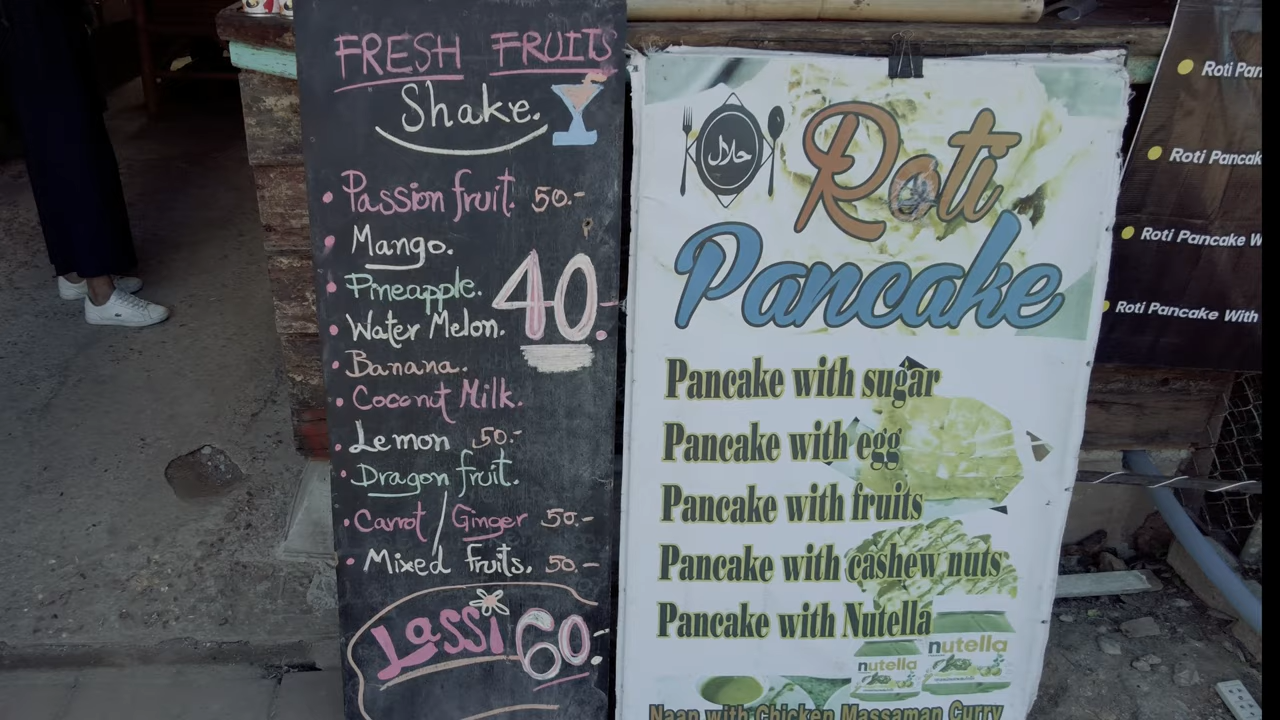 FRESH FRUITS
Shake.
• Passion fruit. 50.-
• Mango.
• Pineapple.
40.-
• Water Melon.
• Banana.
• Coconut Milk.
• Lemon 50.-
• Dragon fruit.
• Carrot / Ginger 50.-
• Mixed fruits. 50.-
Lassi 60.-
حلال
Roti
Pancake
Pancake with sugar
Pancake with egg
Pancake with fruits
Pancake with cashew nuts
Pancake with Nutella
nutella
nutella
Naan with Chicken Massaman Curry
Roti Pan
Roti Pancak
Roti Pancake W
Roti Pancake With